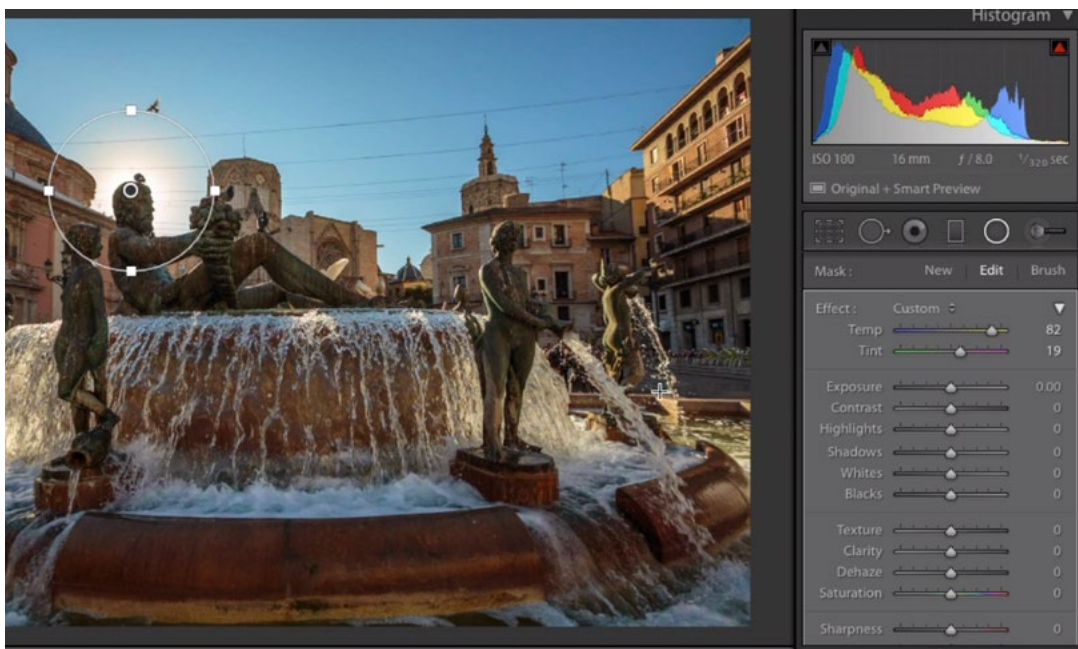 Histogram ▼
ISO 100 16 mm ƒ / 8.0 1/320 sec
Original + Smart Preview
Mask : New Edit Brush
Effect : Custom
Temp 82
Tint 19
Exposure 0.00
Contrast 0
Highlights 0
Shadows 0
Whites 0
Blacks 0
Texture 0
Clarity 0
Dehaze 0
Saturation 0
Sharpness 0